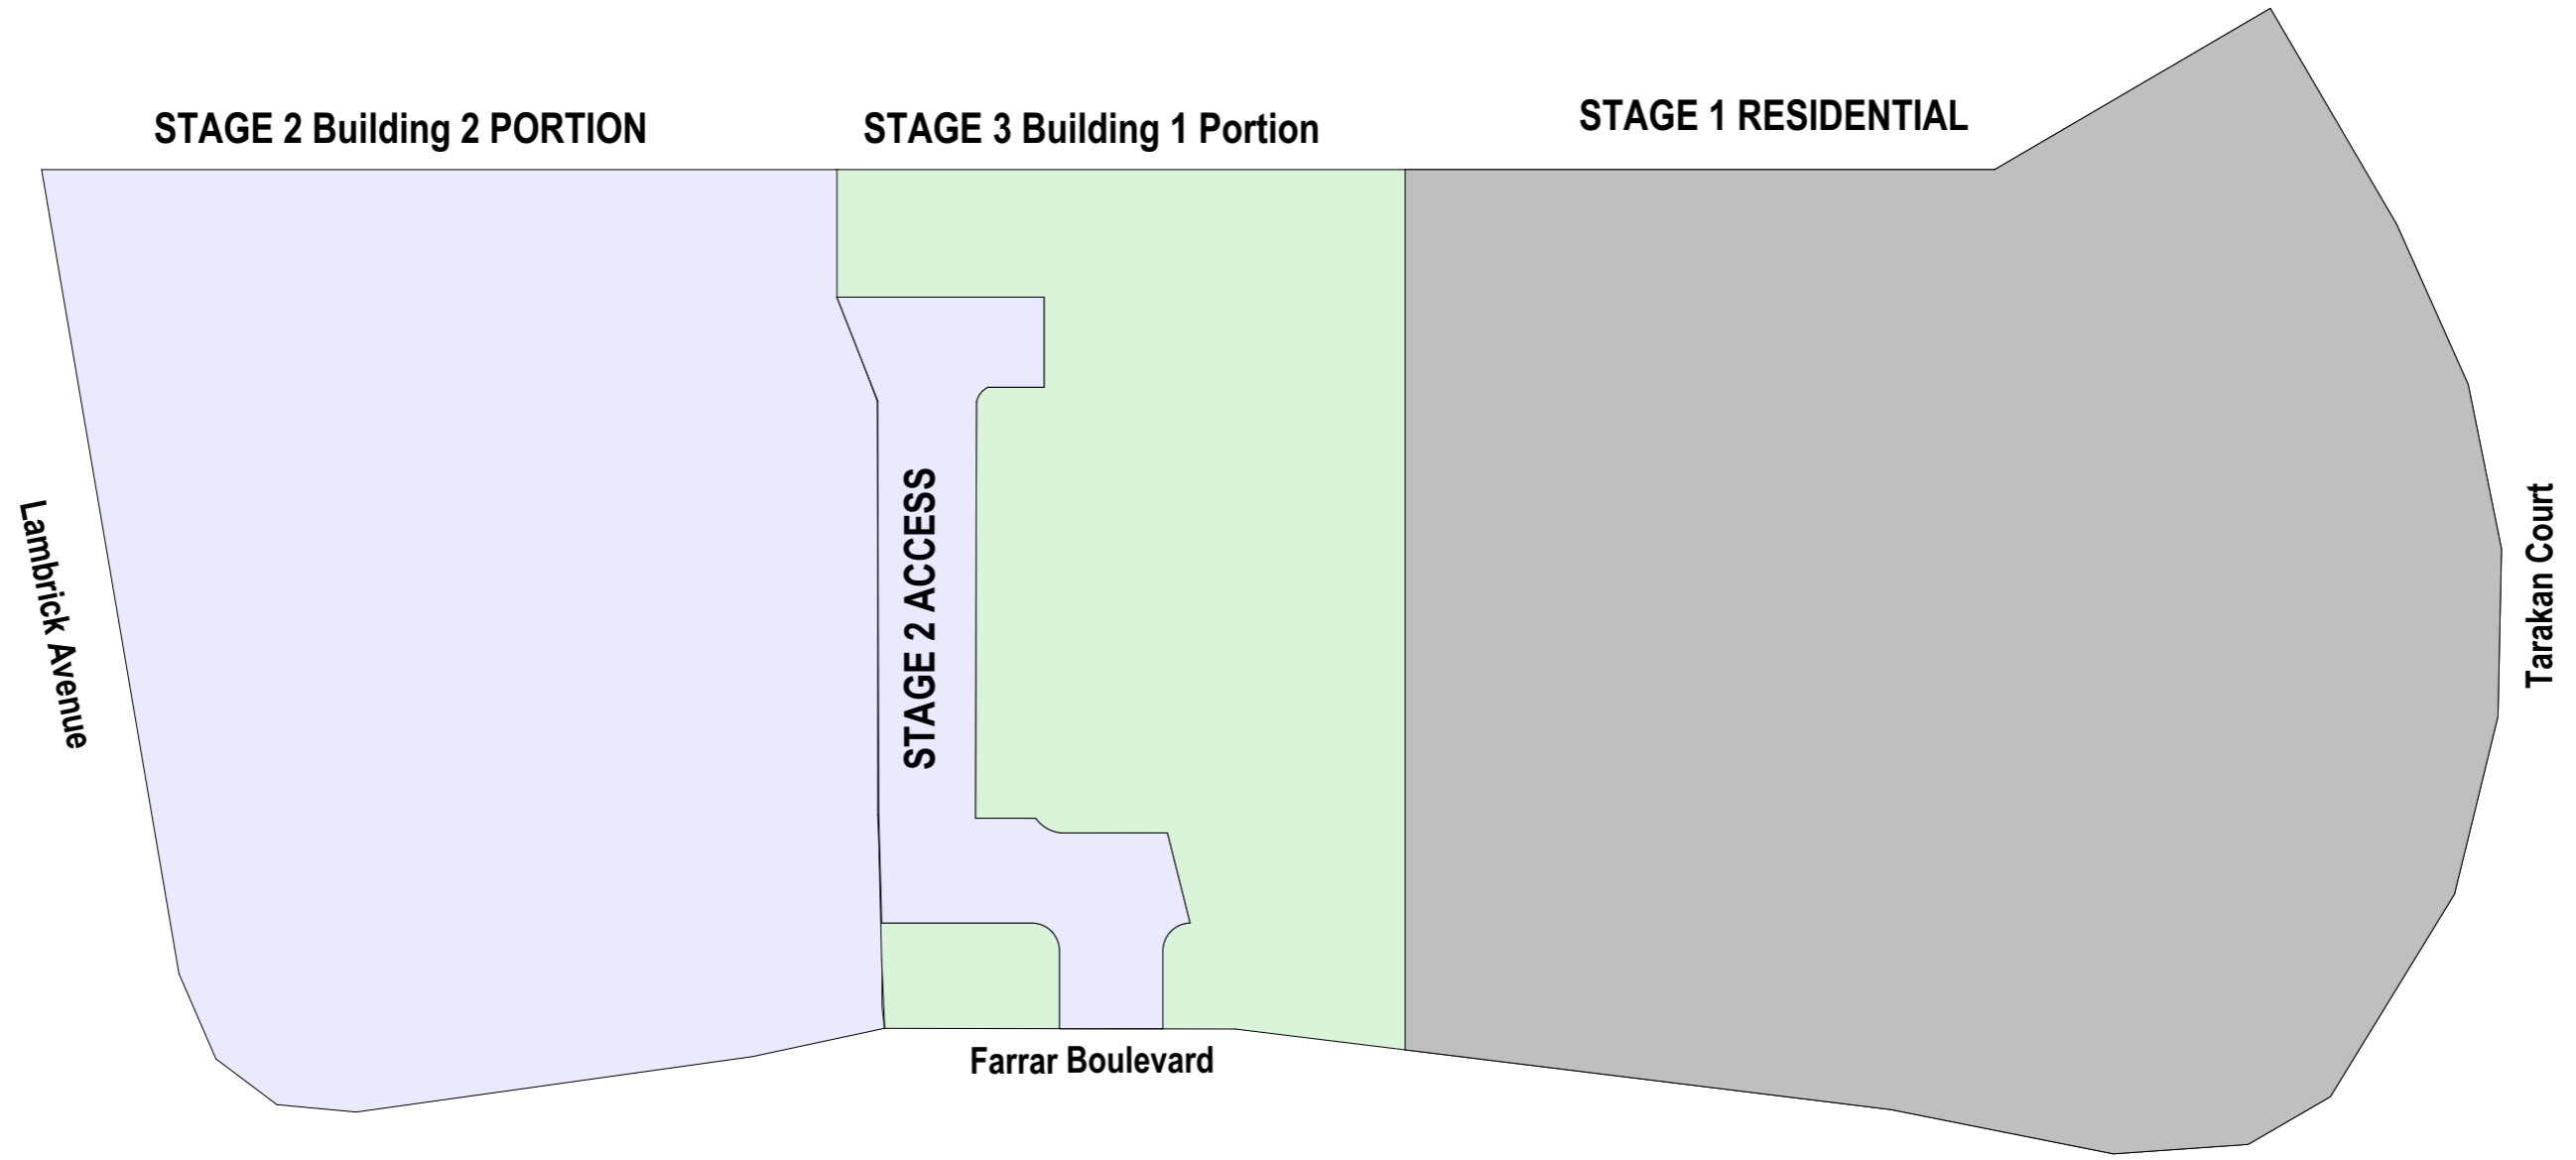 STAGE 2 Building 2 PORTION
STAGE 3 Building 1 Portion
STAGE 1 RESIDENTIAL
Lambrick Avenue
STAGE 2 ACCESS
Tarakan Court
Farrar Boulevard